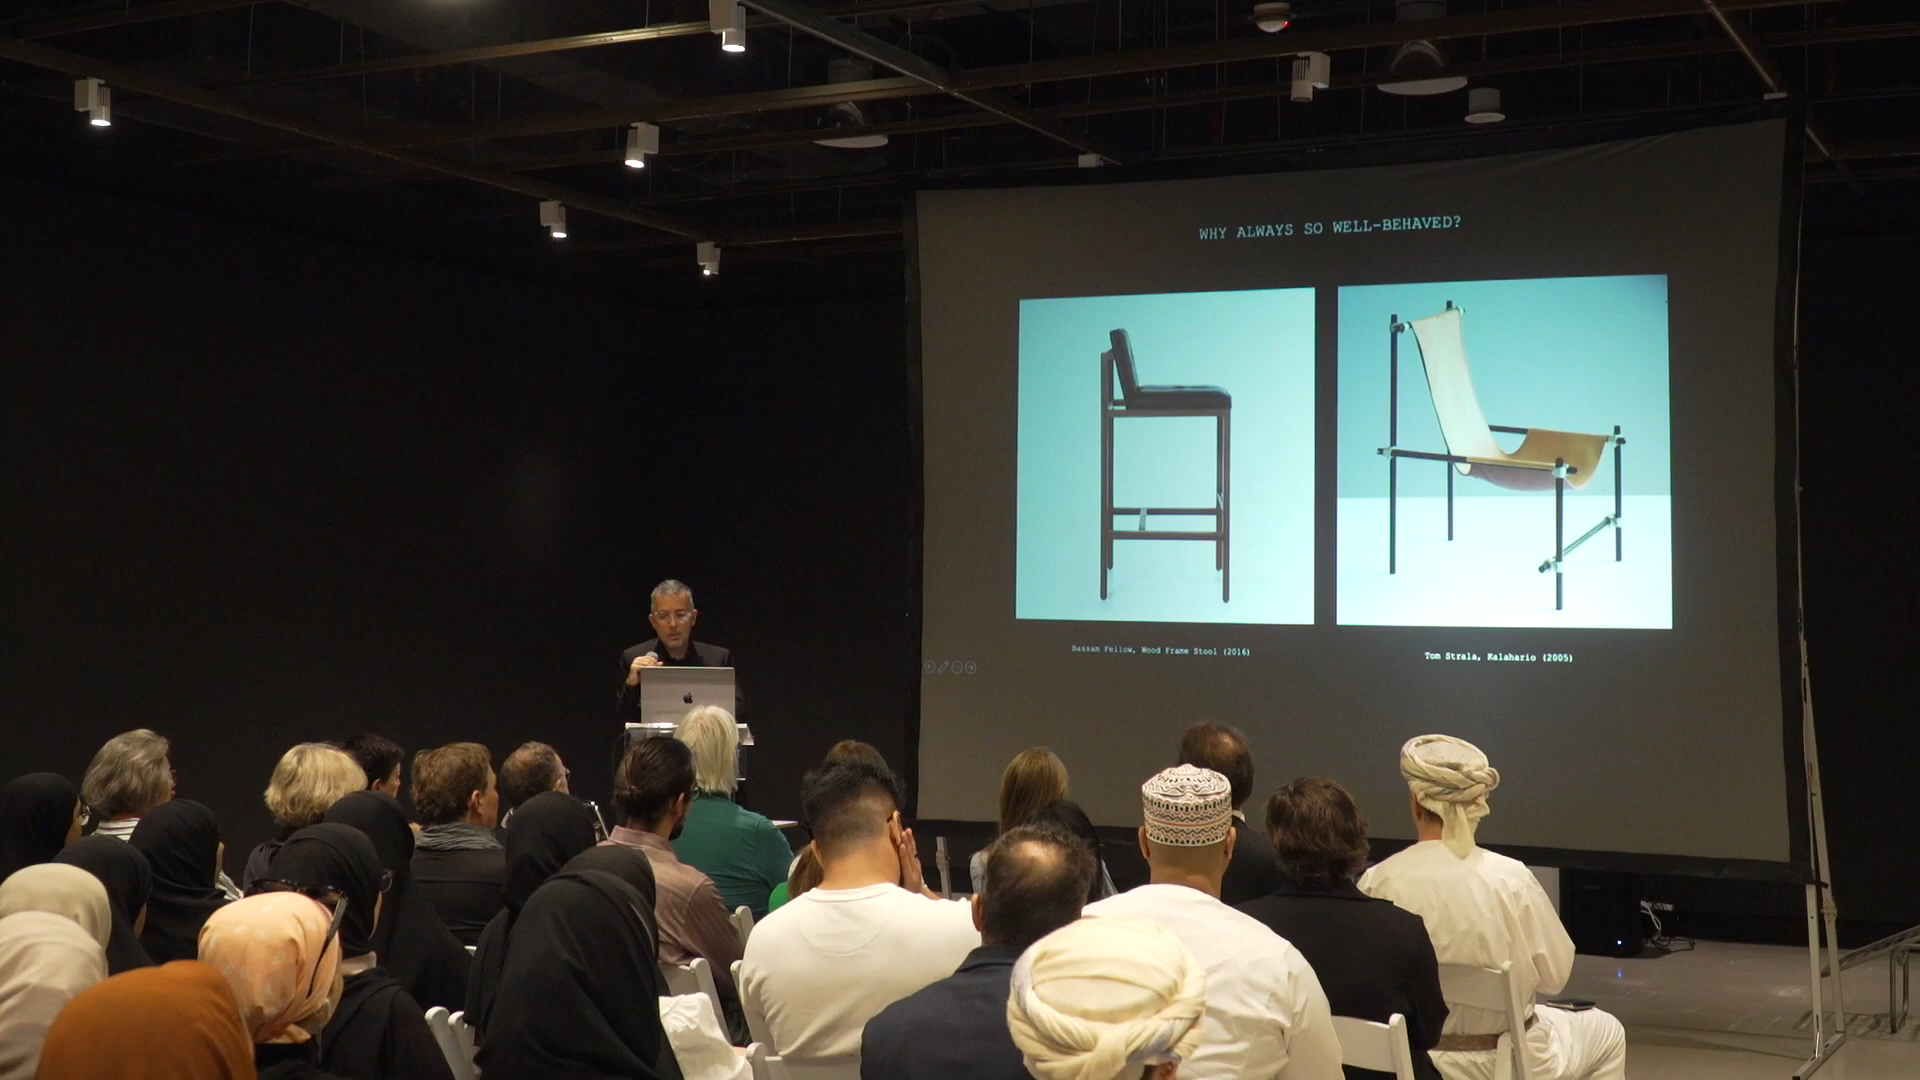 WHY ALWAYS SO WELL-BEHAVED?
Bassam Fellow, Wood Frame Stool (2016)
Tom Strala, Kalahario (2005)